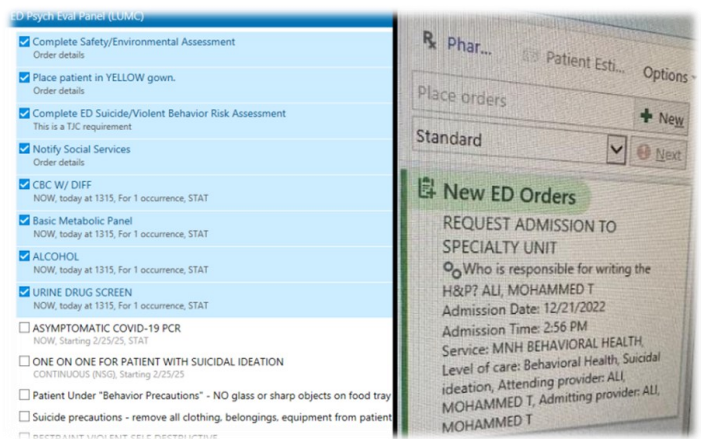 ED Psych Eval Panel (LUMC)
Complete Safety/Environmental Assessment
Order details
Place patient in YELLOW gown.
Order details
Complete ED Suicide/Violent Behavior Risk Assessment
This is a TJC requirement
Notify Social Services
Order details
CBC W/ DIFF
NOW, today at 1315, For 1 occurrence, STAT
Basic Metabolic Panel
NOW, today at 1315, For 1 occurrence, STAT
ALCOHOL
NOW, today at 1315, For 1 occurrence, STAT
URINE DRUG SCREEN
NOW, today at 1315, For 1 occurrence, STAT
ASYMPTOMATIC COVID-19 PCR
NOW, Starting 2/25/25, STAT
ONE ON ONE FOR PATIENT WITH SUICIDAL IDEATION
CONTINUOUS (NSG), Starting 2/25/25
Patient Under "Behavior Precautions" - NO glass or sharp objects on food tray
Suicide precautions - remove all clothing, belongings, equipment from patient
RESTRAINT VIOLENT SELF DESTRUCTIVE
Phar...
Patient Esti...
Options
Place orders
New
Standard
Next
New ED Orders
REQUEST ADMISSION TO
SPECIALTY UNIT
Who is responsible for writing the
H&P? ALI, MOHAMMED T
Admission Date: 12/21/2022
Admission Time: 2:56 PM
Service: MNH BEHAVIORAL HEALTH,
Level of care: Behavioral Health, Suicidal
ideation, Attending provider: ALI,
MOHAMMED T, Admitting provider: ALI,
MOHAMMED T